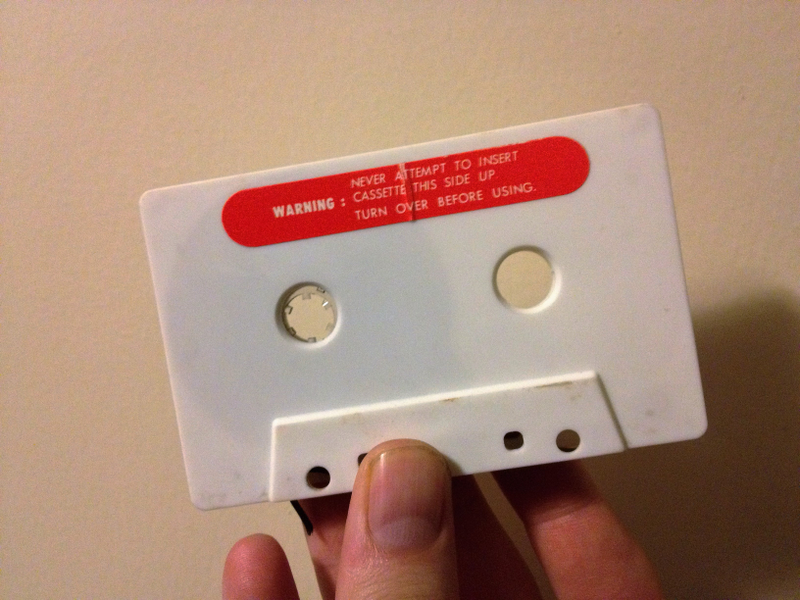 NEVER ATTEMPT TO INSERT
WARNING : CASSETTE THIS SIDE UP
TURN OVER BEFORE USING.